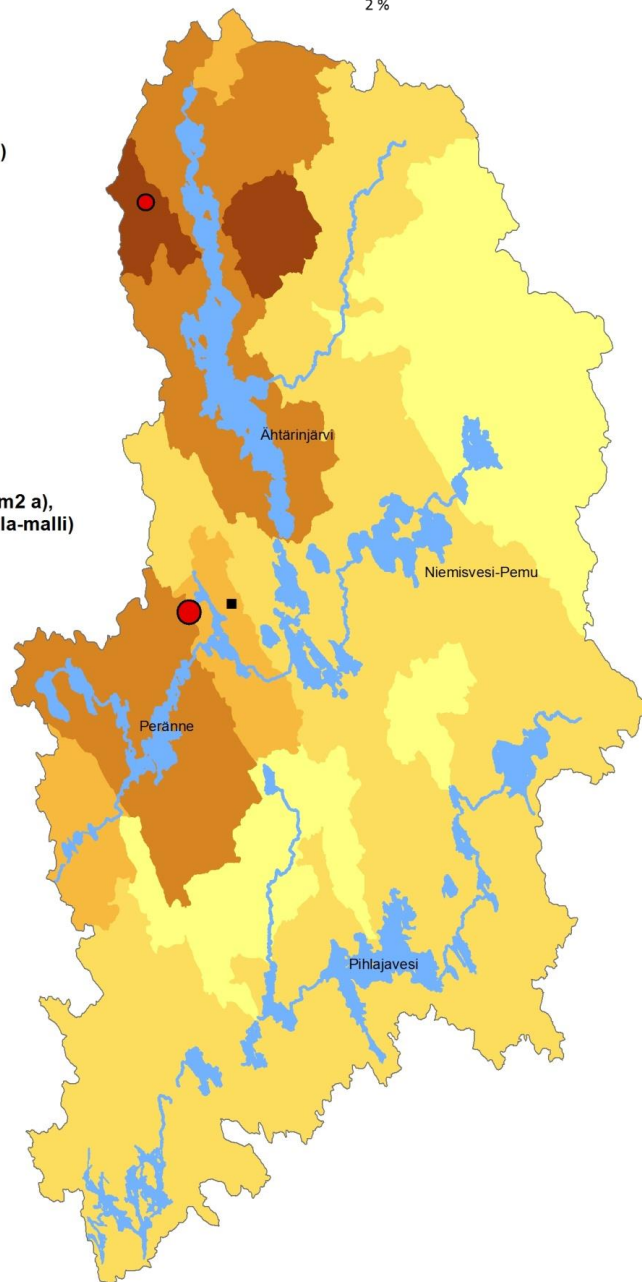 2 %
)
m2 a),
la-malli)
Ähtärinjärvi
Niemisvesi-Pemu
Peränne
Pihlajavesi